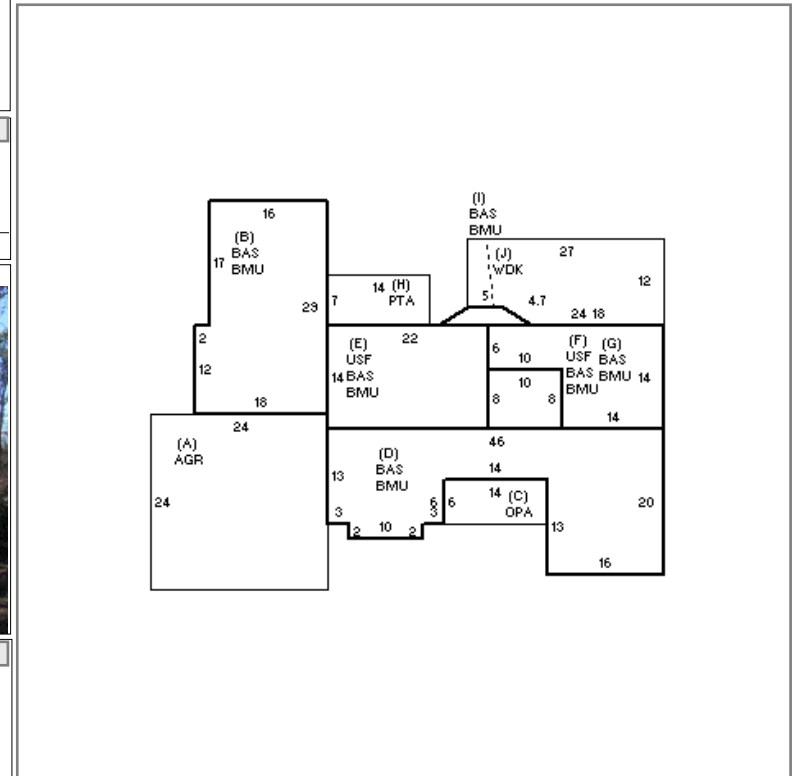 (I)
BAS
BMU
16
(B)
BAS
BMU
17
29
(J)
WDK
27
12
14 (H)
PTA
7
5
4.7
24 18
2
12
18
(E)
USF
BAS
BMU
22
14
6
10
10
8
8
(F)
USF
BAS
BMU
(G)
BAS
BMU
14
14
24
(A)
AGR
24
46
(D)
BAS
BMU
13
14
14 (C)
OPA
6
6
3
3
2
10
2
20
13
16